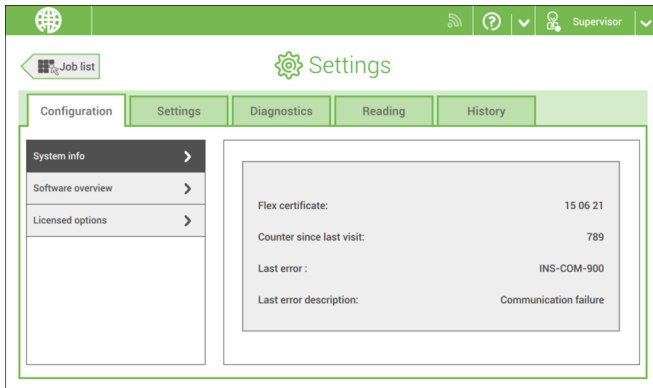 Supervisor
Job list
Settings
Configuration
Settings
Diagnostics
Reading
History
System info
Software overview
Licensed options
Flex certificate: 15 06 21
Counter since last visit: 789
Last error : INS-COM-900
Last error description: Communication failure